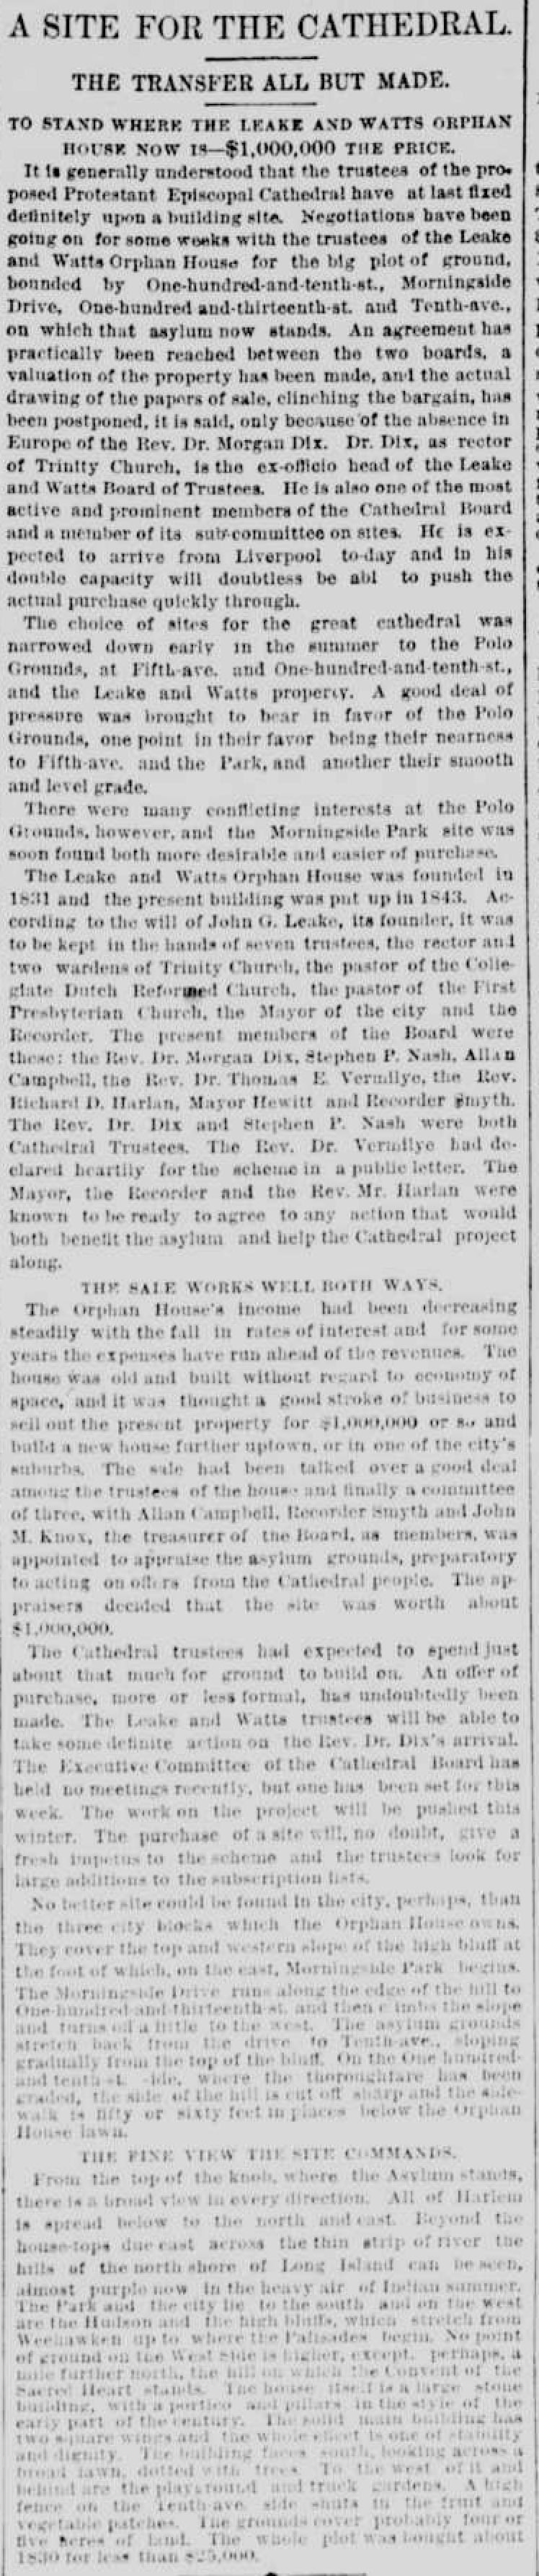 A SITE FOR THE CATHEDRAL.
THE TRANSFER ALL BUT MADE.
TO STAND WHERE THE LEAKE AND WATTS ORPHAN
HOUSE NOW IS—$1,000,000 THE PRICE.
It is generally understood that the trustees of the pro-
posed Protestant Episcopal Cathedral have at last fixed
definitely upon a building site. Negotiations have been
going on for some weeks with the trustees of the Leake
and Watts Orphan House for the big plot of ground,
bounded by One-hundred-and-tenth-st., Morningside
Drive, One-hundred and-thirteenth-st. and Tenth-ave.,
on which that asylum now stands. An agreement has
practically been reached between the two boards, a
valuation of the property has been made, and the actual
drawing of the papers of sale, clinching the bargain, has
been postponed, it is said, only because of the absence in
Europe of the Rev. Dr. Morgan Dix. Dr. Dix, as rector
of Trinity Church, is the ex-officio head of the Leake
and Watts Board of Trustees. He is also one of the most
active and prominent members of the Cathedral Board
and a member of its sub-committee on sites. He is ex-
pected to arrive from Liverpool to-day and in his
double capacity will doubtless be abl to push the
actual purchase quickly through.
The choice of sites for the great cathedral was
narrowed down early in the summer to the Polo
Grounds, at Fifth-ave. and One-hundred-and-tenth-st.,
and the Leake and Watts property. A good deal of
pressure was brought to bear in favor of the Polo
Grounds, one point in their favor being their nearness
to Fifth-ave. and the Park, and another their smooth
and level grade.
There were many conflicting interests at the Polo
Grounds, however, and the Morningside Park site was
soon found both more desirable and easier of purchase.
The Leake and Watts Orphan House was founded in
1831 and the present building was put up in 1843. Ac-
cording to the will of John G. Leake, its founder, it was
to be kept in the hands of seven trustees, the rector and
two wardens of Trinity Church, the pastor of the Colle-
giate Dutch Reformed Church, the pastor of the First
Presbyterian Church, the Mayor of the city and the
Recorder. The present members of the Board were
these: the Rev. Dr. Morgan Dix, Stephen P. Nash, Allan
Campbell, the Rev. Dr. Thomas E. Vermilye, the Rev.
Richard D. Harlan, Mayor Hewitt and Recorder Smyth.
The Rev. Dr. Dix and Stephen P. Nash were both
Cathedral Trustees. The Rev. Dr. Vermilye had de-
clared heartily for the scheme in a public letter. The
Mayor, the Recorder and the Rev. Mr. Harlan were
known to be ready to agree to any action that would
both benefit the asylum and help the Cathedral project
along.
THE SALE WORKS WELL BOTH WAYS.
The Orphan House's income had been decreasing
steadily with the fall in rates of interest and for some
years the expenses have run ahead of the revenues. The
house was old and built without regard to economy of
space, and it was thought a good stroke of business to
sell out the present property for $1,000,000 or so and
build a new house further uptown, or in one of the city's
suburbs. The sale had been talked over a good deal
among the trustees of the house and finally a committee
of three, with Allan Campbell, Recorder Smyth and John
M. Knox, the treasurer of the Board, as members, was
appointed to appraise the asylum grounds, preparatory
to acting on offers from the Cathedral people. The ap-
praisers decided that the site was worth about
$1,000,000.
The Cathedral trustees had expected to spend just
about that much for ground to build on. An offer of
purchase, more or less formal, has undoubtedly been
made. The Leake and Watts trustees will be able to
take some definite action on the Rev. Dr. Dix's arrival.
The Executive Committee of the Cathedral Board has
held no meetings recently, but one has been set for this
week. The work on the project will be pushed this
winter. The purchase of a site will, no doubt, give a
fresh impetus to the scheme and the trustees look for
large additions to the subscription lists.
No better site could be found in the city, perhaps, than
the three city blocks which the Orphan House owns.
They cover the top and western slope of the high bluff at
the foot of which, on the east, Morningside Park begins.
The Morningside Drive runs along the edge of the hill to
One-hundred-and-thirteenth-st. and then climbs the slope
and turns off a little to the west. The asylum grounds
stretch back from the drive to Tenth-ave., sloping
gradually from the top of the bluff. On the One hundred-
and-tenth-st. side, where the thoroughfare has been
graded, the side of the hill is cut off sharp and the side-
walk is fifty or sixty feet in places below the Orphan
House lawn.
THE FINE VIEW THE SITE COMMANDS.
From the top of the knob, where the Asylum stands,
there is a broad view in every direction. All of Harlem
is spread below to the north and east. Beyond the
house-tops due east across the thin strip of river the
hills of the north shore of Long Island can be seen,
almost purple now in the heavy air of Indian summer.
The Park and the city lie to the south and on the west
are the Hudson and the high bluffs, which stretch from
Weehawken up to where the Palisades begin. No point
of ground on the West Side is higher, except, perhaps, a
mile further north, the hill on which the Convent of the
Sacred Heart stands. The house itself is a large stone
building, with a portico and pillars in the style of the
early part of the century. The solid main building has
two square wings and the whole effect is one of stability
and dignity. The building faces south, looking across a
broad lawn, dotted with trees. To the west of it and
behind are the playground and truck gardens. A high
fence on the Tenth-ave. side shuts in the fruit and
vegetable patches. The grounds cover probably four or
five acres of land. The whole plot was bought about
1830 for less than $25,000.